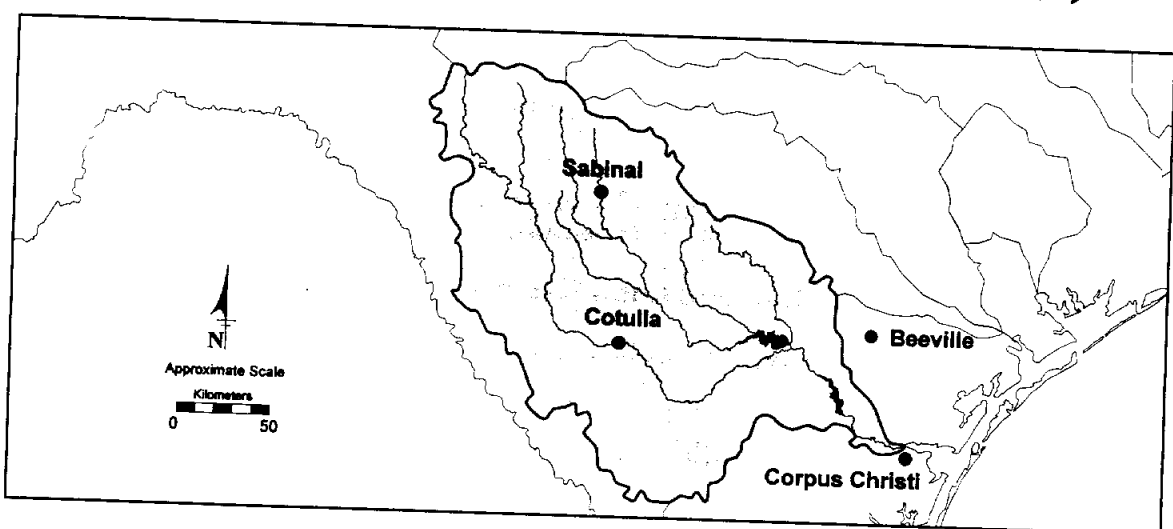 Sabinal
Cotulla
Beeville
N
Approximate Scale
Kilometers
0 50
Corpus Christi